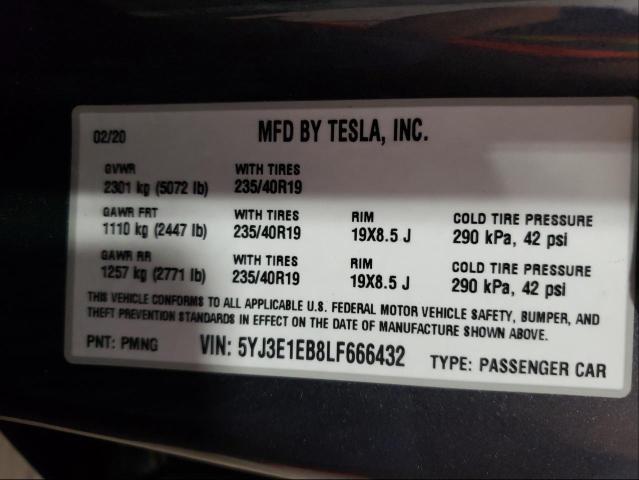 02/20 MFD BY TESLA, INC.
GVWR WITH TIRES
2301 kg (5072 lb) 235/40R19
GAWR FRT WITH TIRES RIM COLD TIRE PRESSURE
1110 kg (2447 lb) 235/40R19 19X8.5 J 290 kPa, 42 psi
GAWR RR WITH TIRES RIM COLD TIRE PRESSURE
1257 kg (2771 lb) 235/40R19 19X8.5 J 290 kPa, 42 psi
THIS VEHICLE CONFORMS TO ALL APPLICABLE U.S. FEDERAL MOTOR VEHICLE SAFETY, BUMPER, AND
THEFT PREVENTION STANDARDS IN EFFECT ON THE DATE OF MANUFACTURE SHOWN ABOVE.
PNT: PMNG VIN: 5YJ3E1EB8LF666432 TYPE: PASSENGER CAR